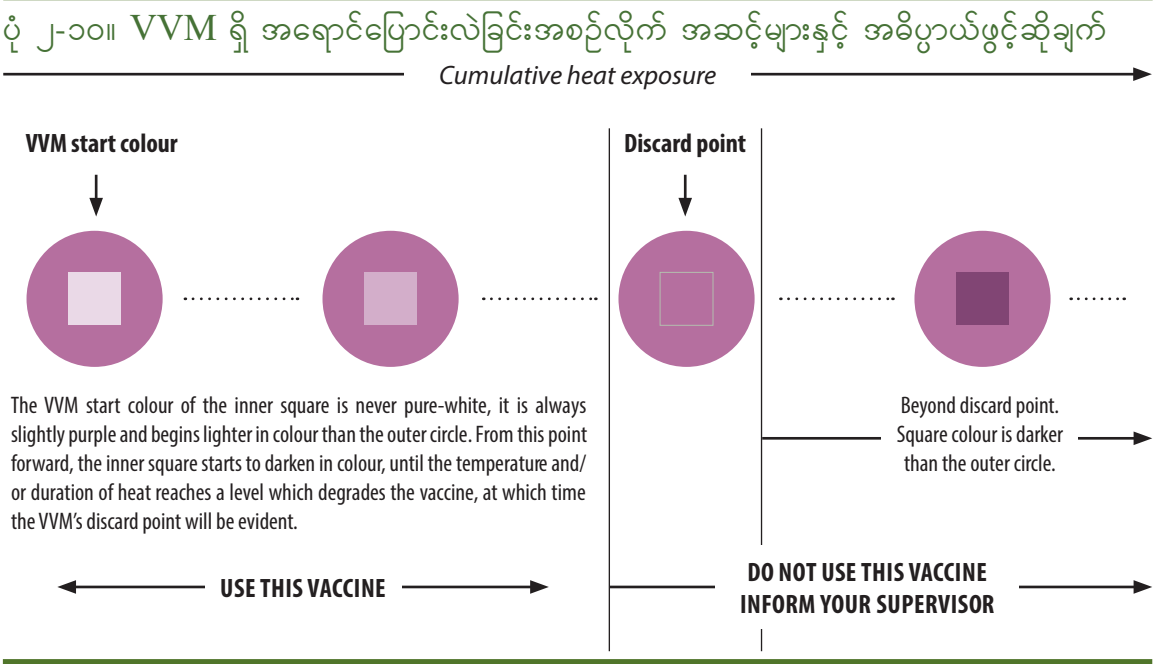 ပုံ ၂-၁၀။ VVM ရှိ အရောင်ပြောင်းလဲခြင်းအစဉ်လိုက် အဆင့်များနှင့် အဓိပ္ပာယ်ဖွင့်ဆိုချက်
Cumulative heat exposure
VVM start colour
Discard point
The VVM start colour of the inner square is never pure-white, it is always
slightly purple and begins lighter in colour than the outer circle. From this point
forward, the inner square starts to darken in colour, until the temperature and/
or duration of heat reaches a level which degrades the vaccine, at which time
the VVM's discard point will be evident.
Beyond discard point.
Square colour is darker
than the outer circle.
USE THIS VACCINE
DO NOT USE THIS VACCINE
INFORM YOUR SUPERVISOR